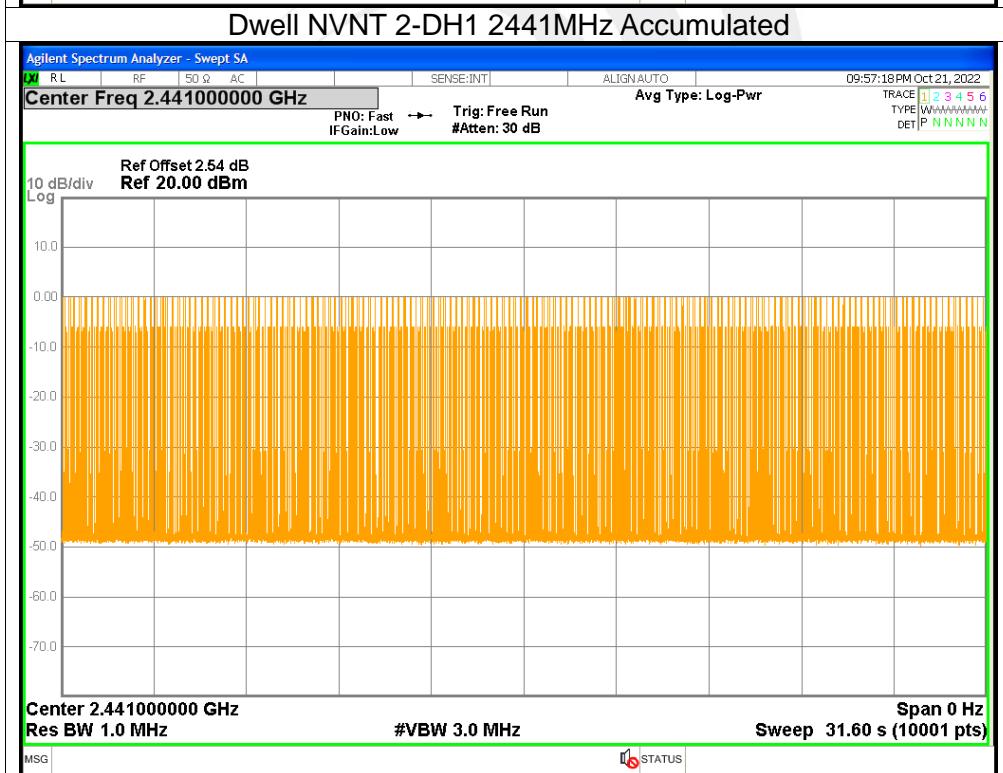 Dwell NVNT 2-DH1 2441MHz Accumulated
Agilent Spectrum Analyzer - Swept SA
LXI RL RF 50 Ω AC SENSE:INT ALIGN AUTO 09:57:18 PM Oct 21, 2022
Center Freq 2.441000000 GHz Avg Type: Log-Pwr TRACE 1 2 3 4 5 6
PNO: Fast Trig: Free Run TYPE WWWWWW
IFGain:Low #Atten: 30 dB DET P N N N N N
Ref Offset 2.54 dB
10 dB/div Ref 20.00 dBm
Log
10.0
0.00
-10.0
-20.0
-30.0
-40.0
-50.0
-60.0
-70.0
Center 2.441000000 GHz Span 0 Hz
Res BW 1.0 MHz #VBW 3.0 MHz Sweep 31.60 s (10001 pts)
MSG STATUS